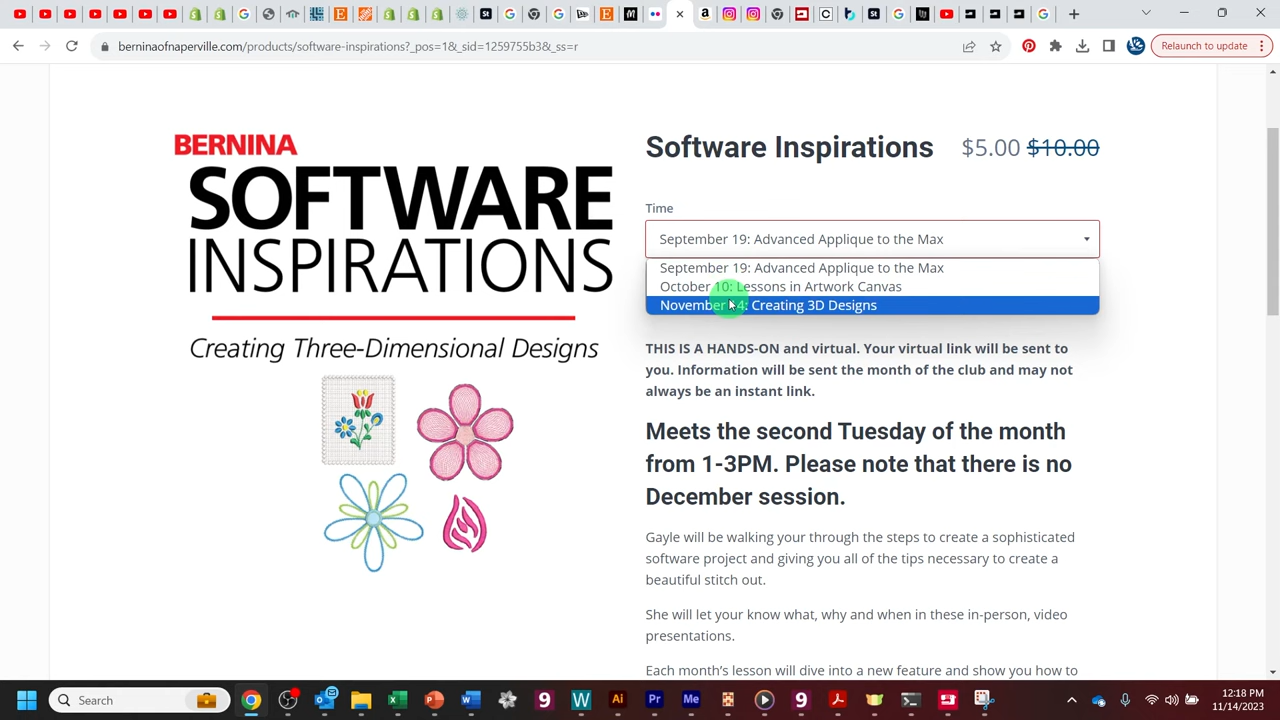 berninaofnaperville.com/products/software-inspirations?_pos=1&_sid=1259755b3&_ss=r
Relaunch to update
BERNINA
SOFTWARE
INSPIRATIONS
Creating Three-Dimensional Designs
Software Inspirations $5.00 $10.00
Time
September 19: Advanced Applique to the Max
September 19: Advanced Applique to the Max
October 10: Lessons in Artwork Canvas
November 14: Creating 3D Designs
THIS IS A HANDS-ON and virtual. Your virtual link will be sent to
you. Information will be sent the month of the club and may not
always be an instant link.
Meets the second Tuesday of the month
from 1-3PM. Please note that there is no
December session.
Gayle will be walking your through the steps to create a sophisticated
software project and giving you all of the tips necessary to create a
beautiful stitch out.
She will let your know what, why and when in these in-person, video
presentations.
Each month's lesson will dive into a new feature and show you how to
Search
12:18 PM
11/14/2023